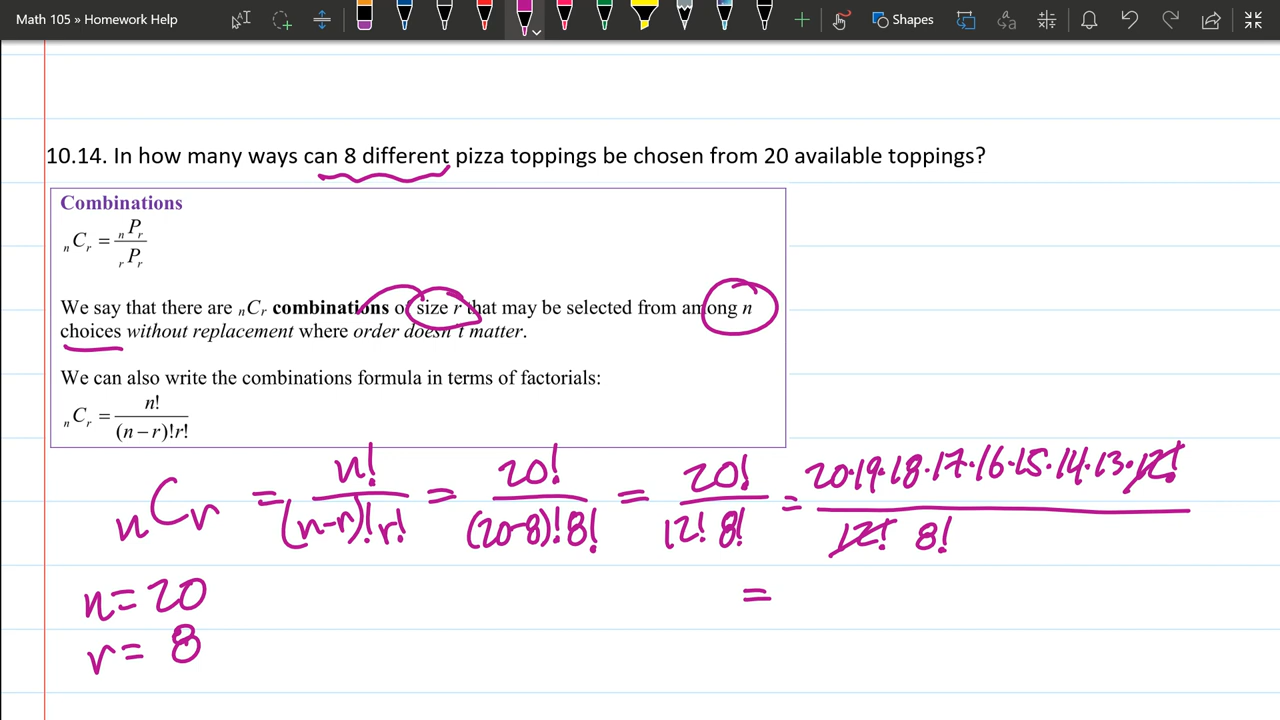 Math 105 » Homework Help
Shapes
10.14. In how many ways can 8 different pizza toppings be chosen from 20 available toppings?
Combinations
nCr = nPr / rPr
We say that there are nCr combinations of size r that may be selected from among n
choices without replacement where order doesn't matter.
We can also write the combinations formula in terms of factorials:
nCr = n! / (n − r)!r!
nCr = n! / (n-r)! r! = 20! / (20-8)! 8! = 20! / 12! 8! = 20·19·18·17·16·15·14·13·12! / 12! 8!
n = 20 =
r = 8